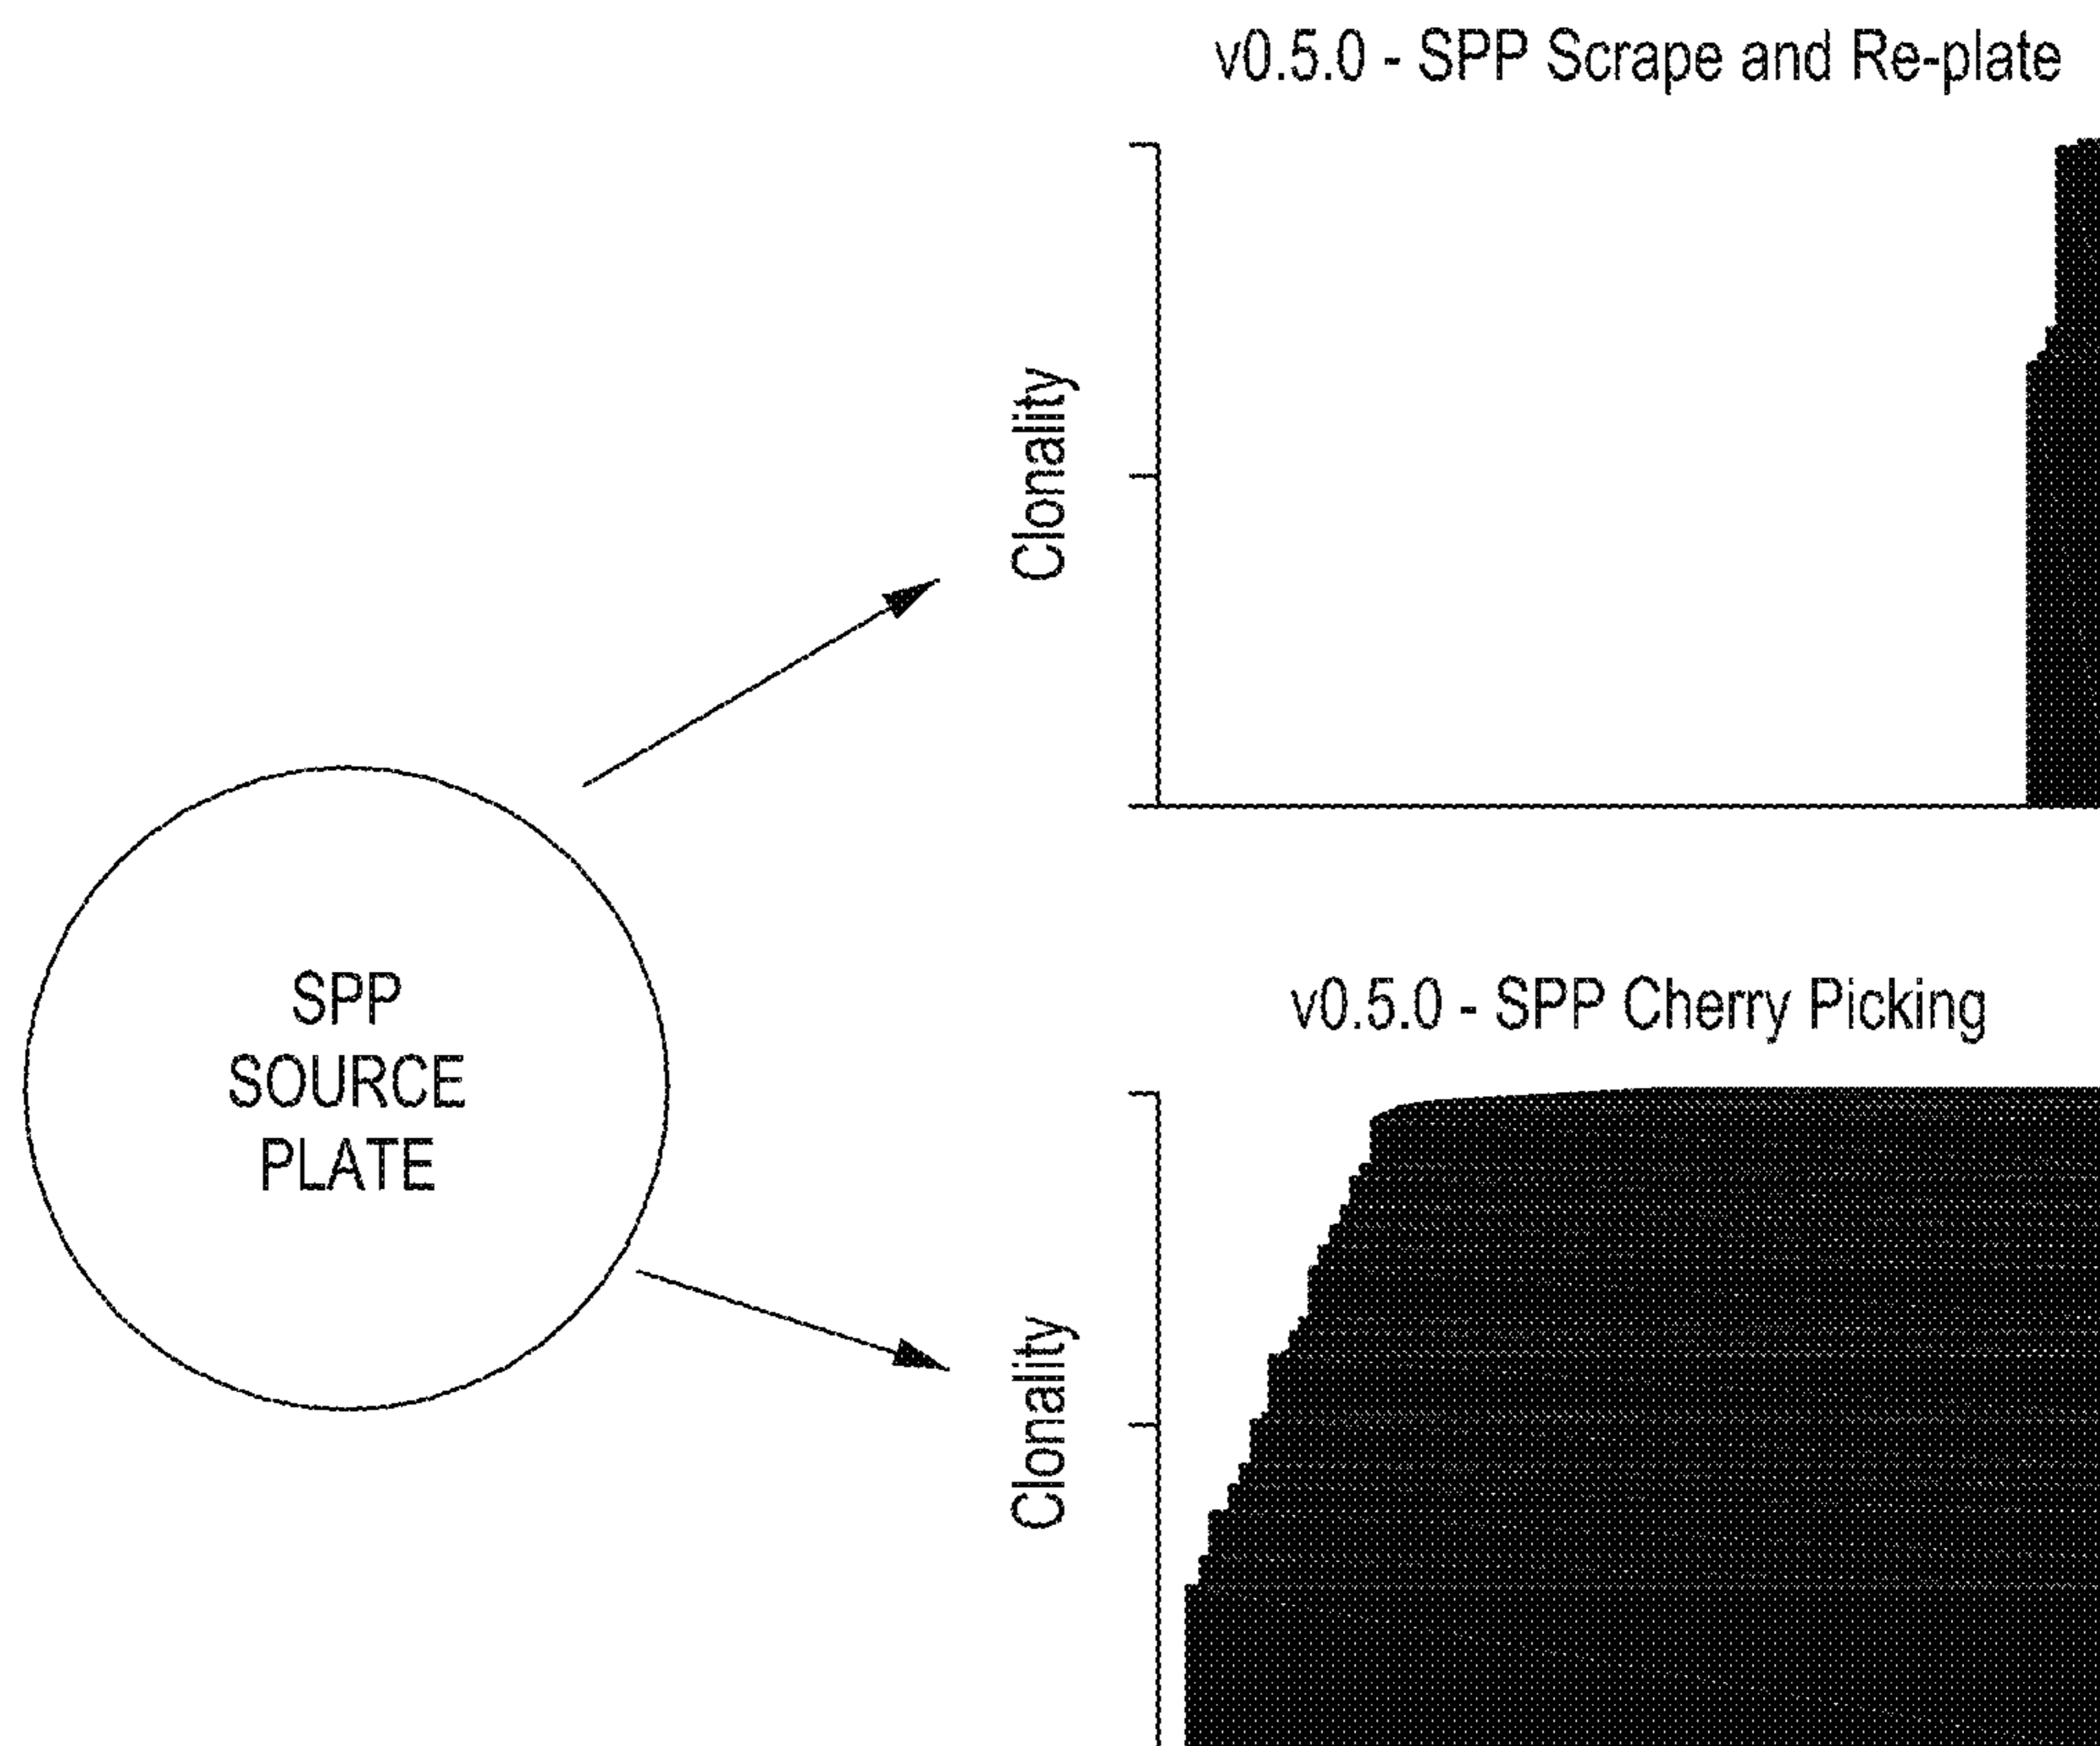 v0.5.0 - SPP Scrape and Re-plate
Clonality
SPP
SOURCE
PLATE
v0.5.0 - SPP Cherry Picking
Clonality